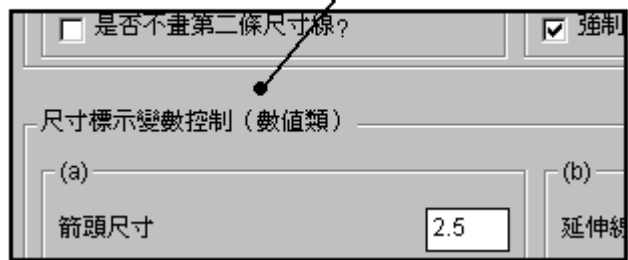 是否不畫第二條尺寸線? 強制
尺寸標示變數控制（數值類）
(a) (b)
箭頭尺寸 2.5 延伸線